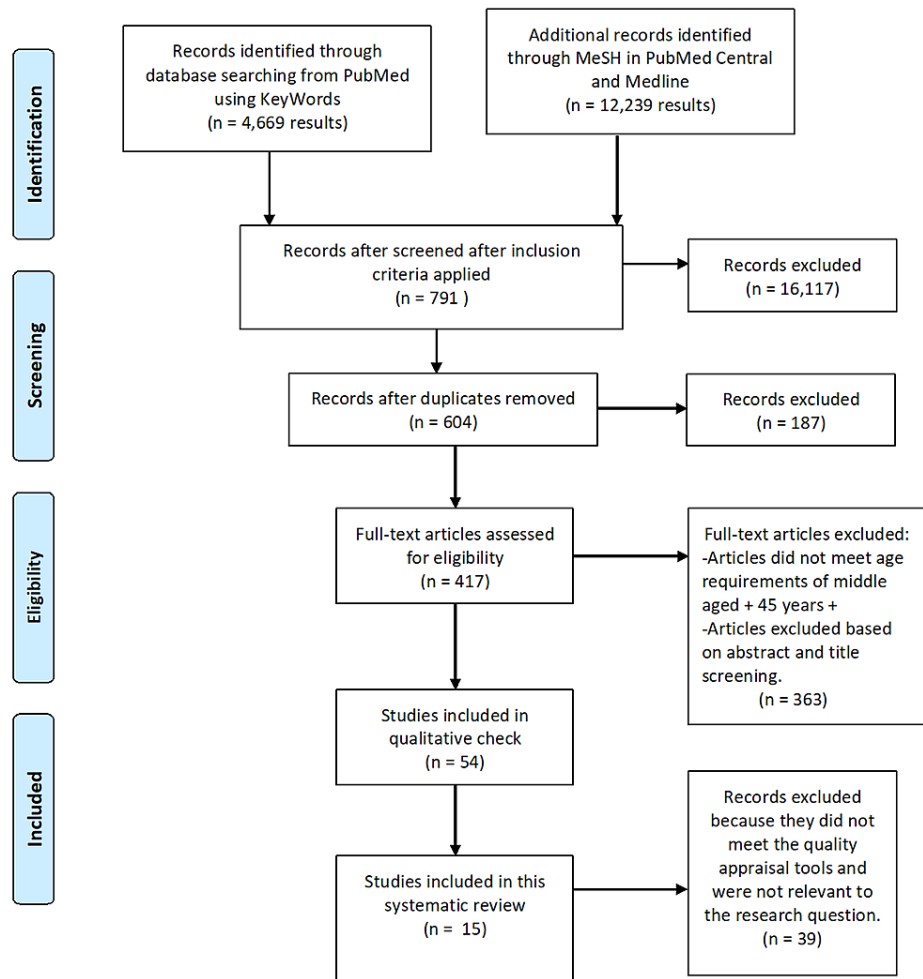 Identification
Records identified through
database searching from PubMed
using KeyWords
(n = 4,669 results)
Additional records identified
through MeSH in PubMed Central
and Medline
(n = 12,239 results)
Records after screened after inclusion
criteria applied
(n = 791 )
Records excluded
(n = 16,117)
Screening
Records after duplicates removed
(n = 604)
Records excluded
(n = 187)
Eligibility
Full-text articles assessed
for eligibility
(n = 417)
Full-text articles excluded:
-Articles did not meet age
requirements of middle
aged + 45 years +
-Articles excluded based
on abstract and title
screening.
(n = 363)
Included
Studies included in
qualitative check
(n = 54)
Studies included in this
systematic review
(n = 15)
Records excluded
because they did not
meet the quality
appraisal tools and
were not relevant to
the research question.
(n = 39)